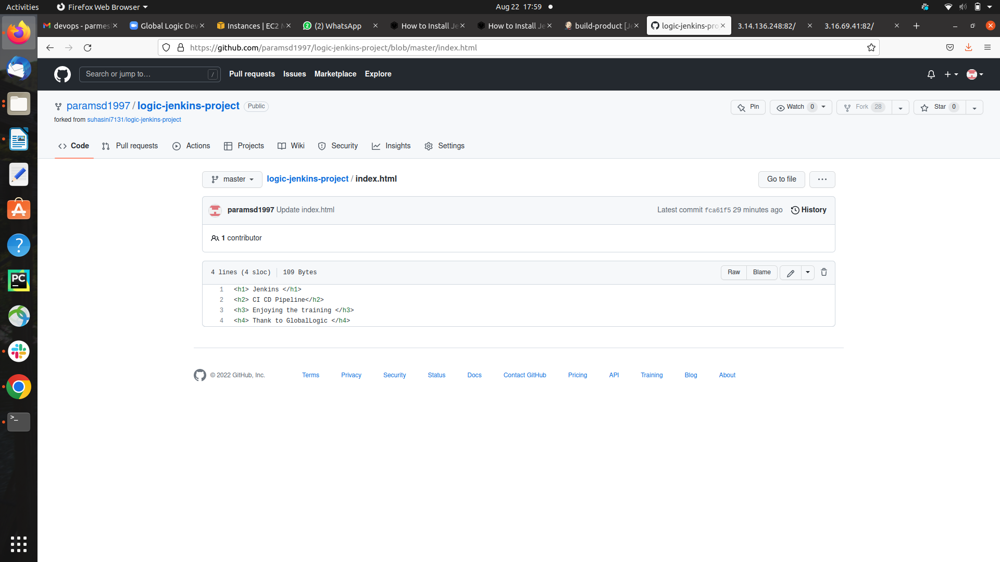 Activities Firefox Web Browser Aug 22 17:59
devops - parmes Global Logic Dev Instances | EC2 M (2) WhatsApp How to Install Je How to Install Je build-product [Je logic-jenkins-pro 3.14.136.248:82/ 3.16.69.41:82/
https://github.com/paramsd1997/logic-jenkins-project/blob/master/index.html
Search or jump to… / Pull requests Issues Marketplace Explore
paramsd1997 / logic-jenkins-project Public Pin Watch 0 Fork 28 Star 0
forked from suhasini7131/logic-jenkins-project
Code Pull requests Actions Projects Wiki Security Insights Settings
master logic-jenkins-project / index.html Go to file
paramsd1997 Update index.html Latest commit fca61f5 29 minutes ago History
1 contributor
4 lines (4 sloc) 109 Bytes Raw Blame
1 <h1> Jenkins </h1>
2 <h2> CI CD Pipeline</h2>
3 <h3> Enjoying the training </h3>
4 <h4> Thank to GlobalLogic </h4>
© 2022 GitHub, Inc. Terms Privacy Security Status Docs Contact GitHub Pricing API Training Blog About
PC